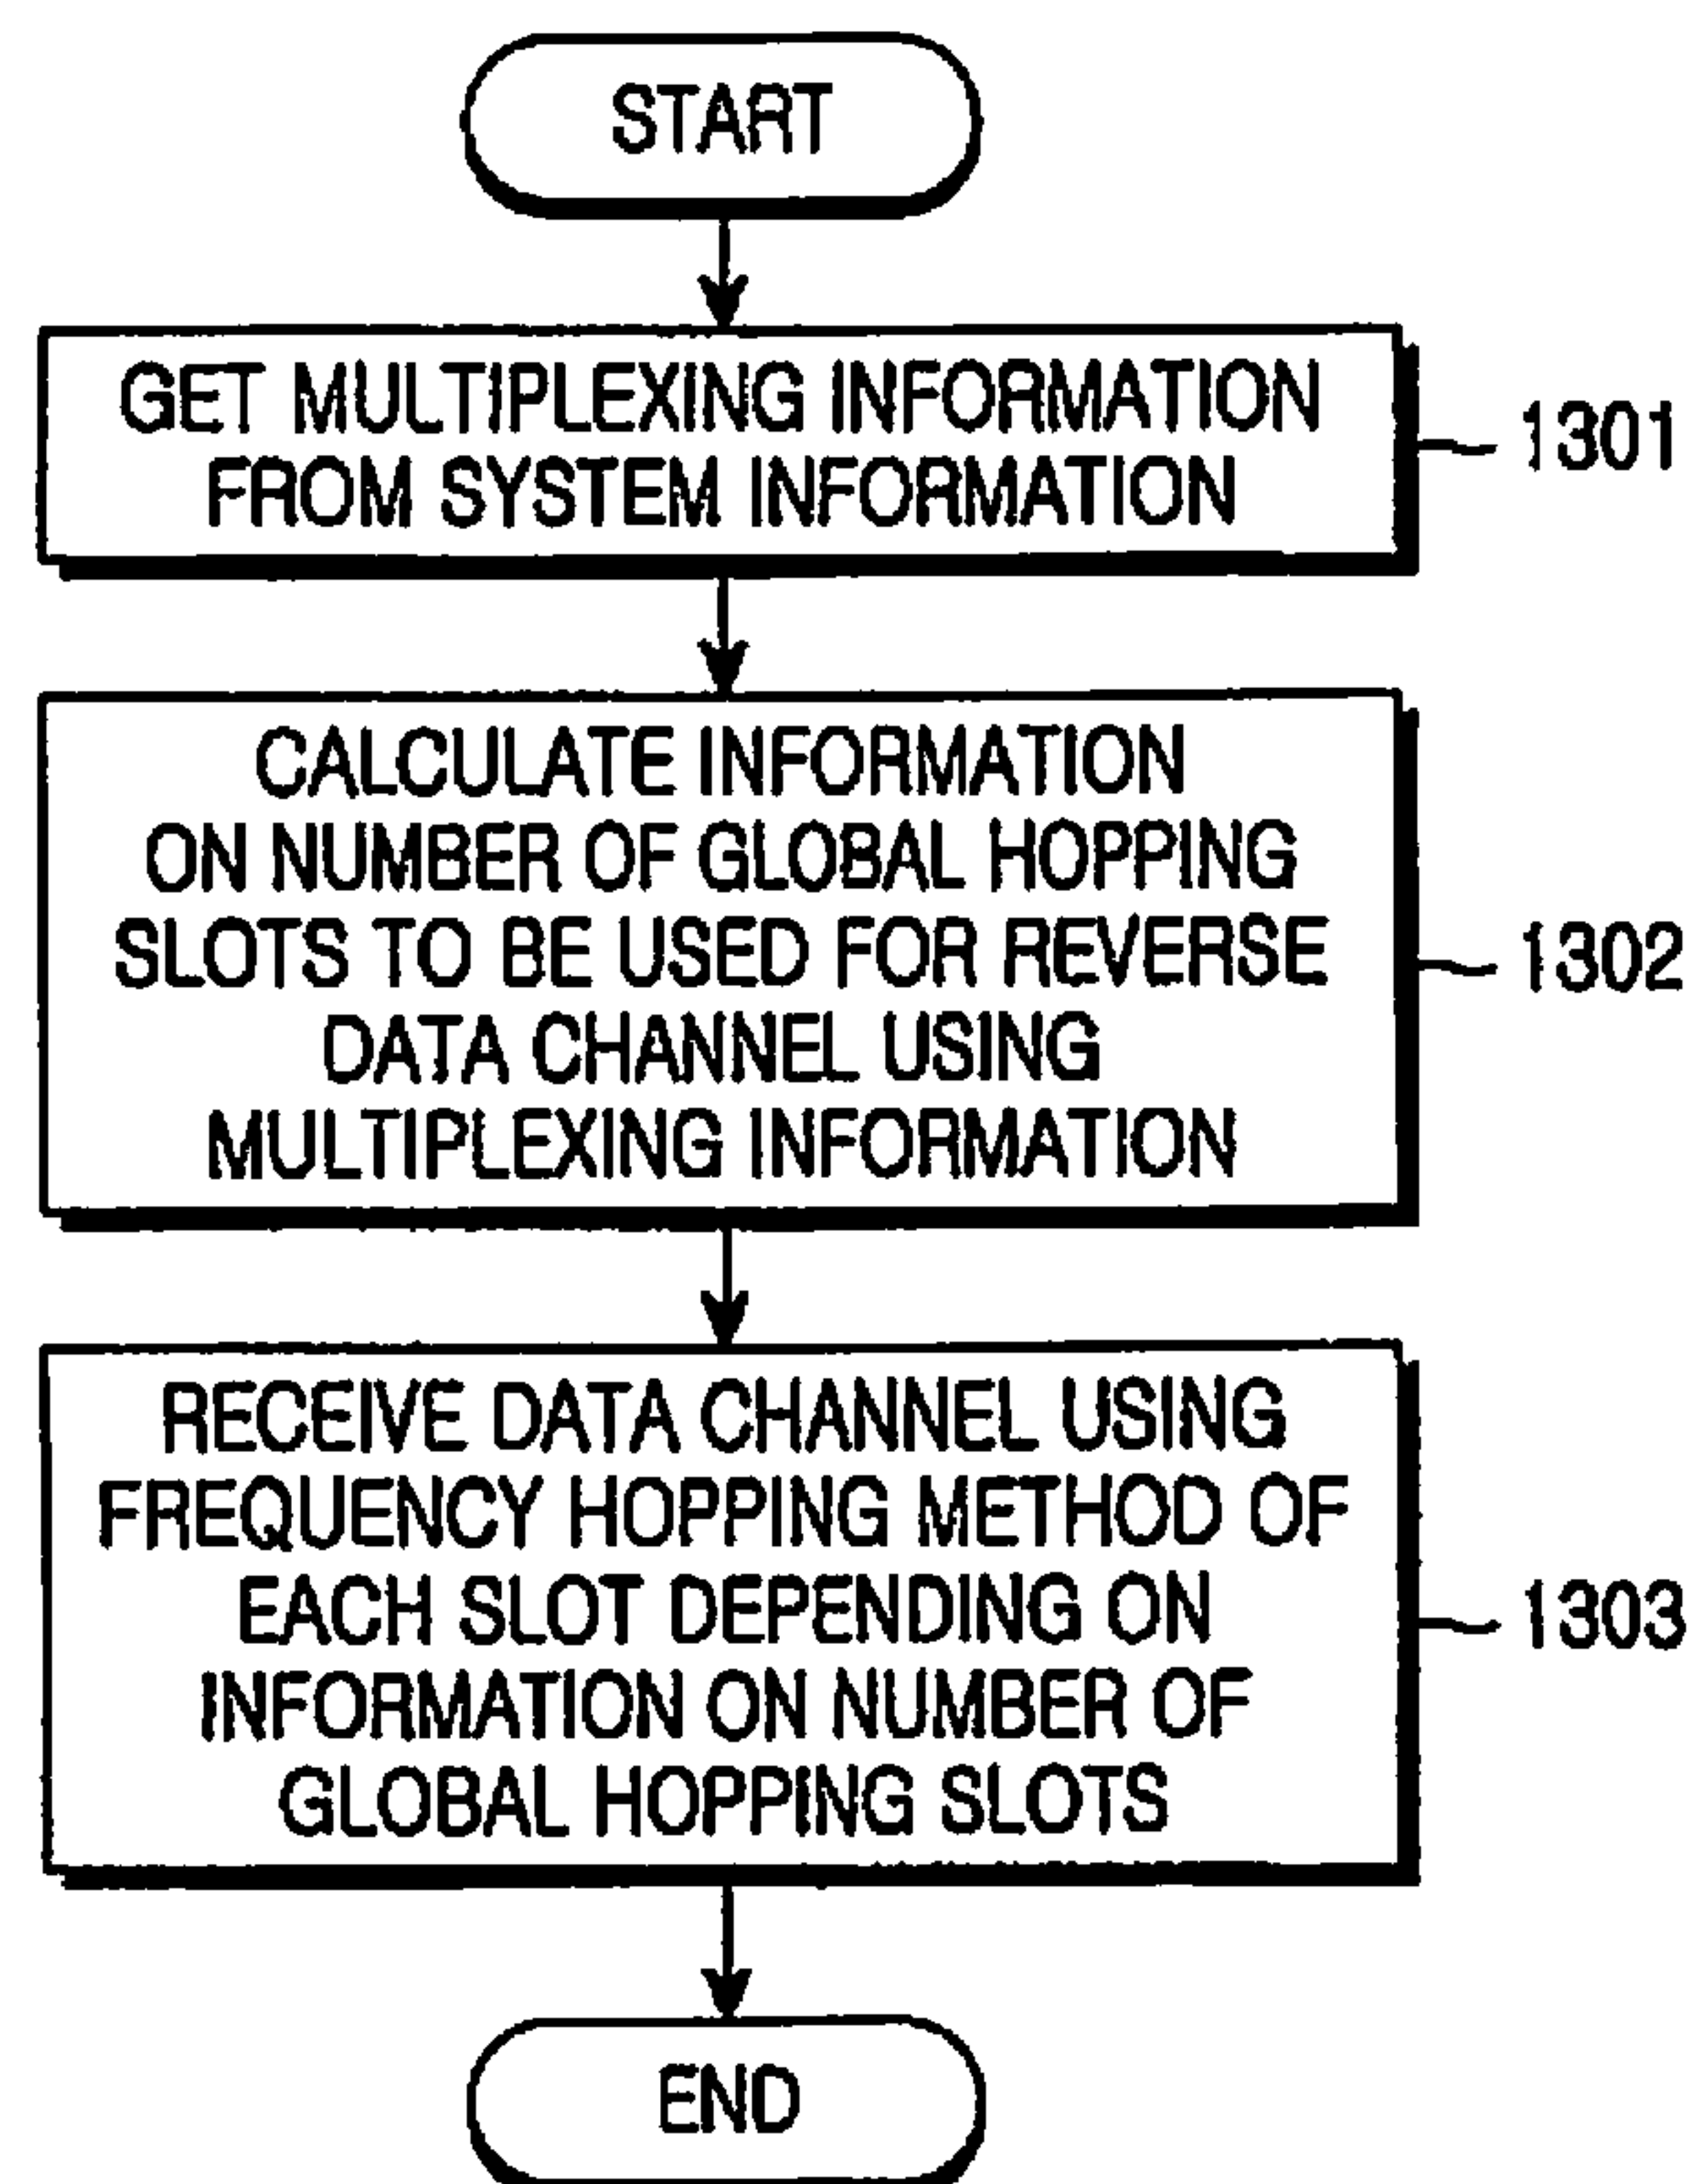 START
GET MULTIPLEXING INFORMATION
FROM SYSTEM INFORMATION
1301
CALCULATE INFORMATION
ON NUMBER OF GLOBAL HOPPING
SLOTS TO BE USED FOR REVERSE
DATA CHANNEL USING
MULTIPLEXING INFORMATION
1302
RECEIVE DATA CHANNEL USING
FREQUENCY HOPPING METHOD OF
EACH SLOT DEPENDING ON
INFORMATION ON NUMBER OF
GLOBAL HOPPING SLOTS
1303
END